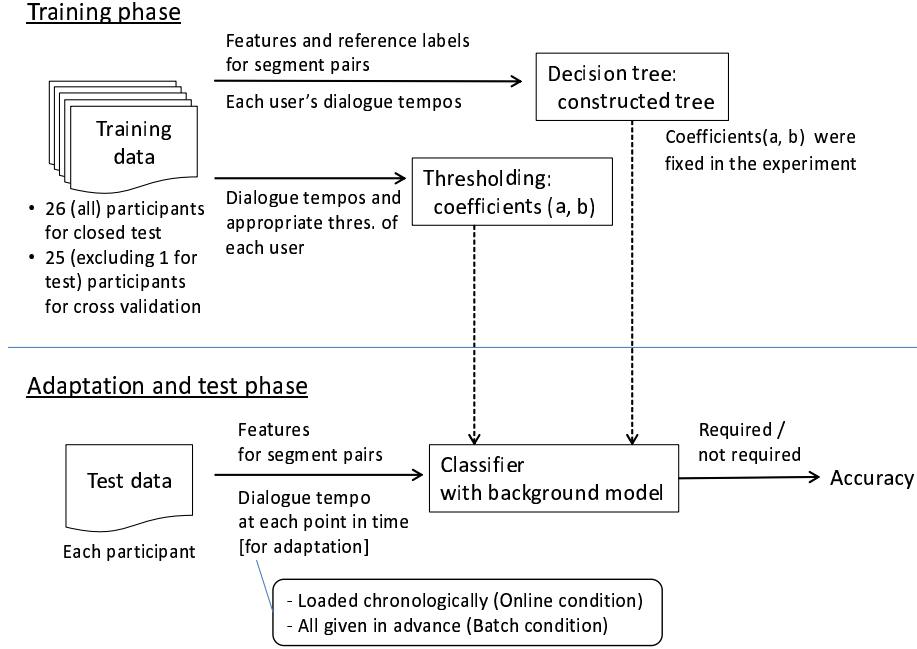 Training phase
Features and reference labels
for segment pairs
Each user's dialogue tempos
Decision tree:
constructed tree
Training
data
Coefficients(a, b) were
fixed in the experiment
Thresholding:
coefficients (a, b)
Dialogue tempos and
appropriate thres. of
each user
• 26 (all) participants
for closed test
• 25 (excluding 1 for
test) participants
for cross validation
Adaptation and test phase
Features
for segment pairs
Required /
not required
Test data
Classifier
with background model
Accuracy
Dialogue tempo
at each point in time
[for adaptation]
Each participant
- Loaded chronologically (Online condition)
- All given in advance (Batch condition)